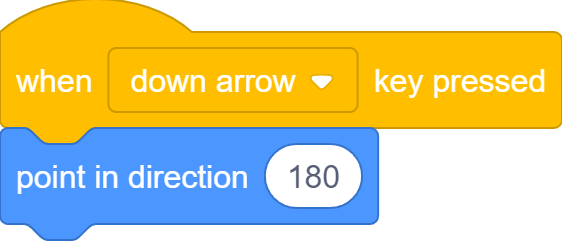 when down arrow key pressed
point in direction 180